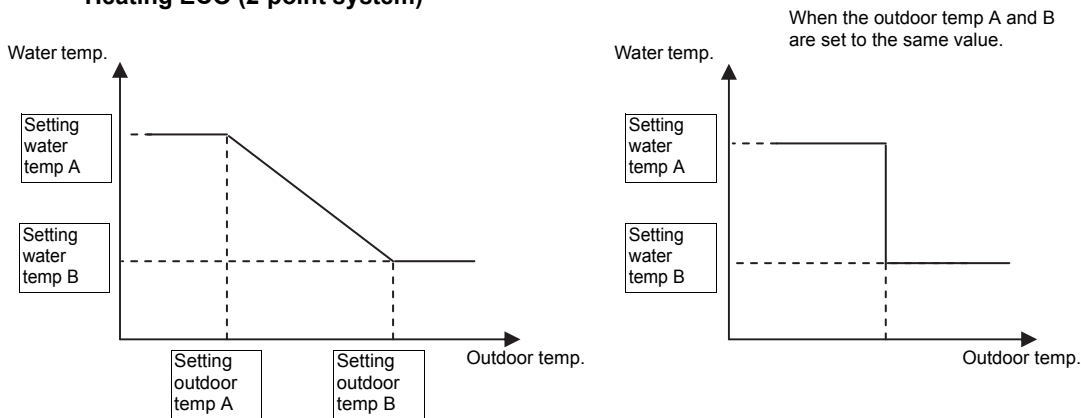 Heating ECO (2-point system)
Water temp.
Setting
water
temp A
Setting
water
temp B
Setting
outdoor
temp A
Setting
outdoor
temp B
Outdoor temp.
When the outdoor temp A and B
are set to the same value.
Water temp.
Setting
water
temp A
Setting
water
temp B
Outdoor temp.